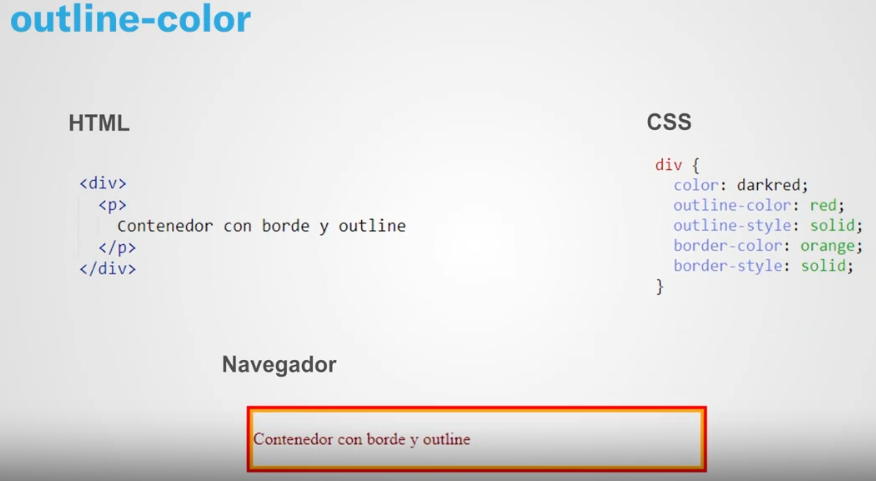 outline-color
HTML
<div>
<p>
Contenedor con borde y outline
</p>
</div>
CSS
div {
color: darkred;
outline-color: red;
outline-style: solid;
border-color: orange;
border-style: solid;
}
Navegador
Contenedor con borde y outline